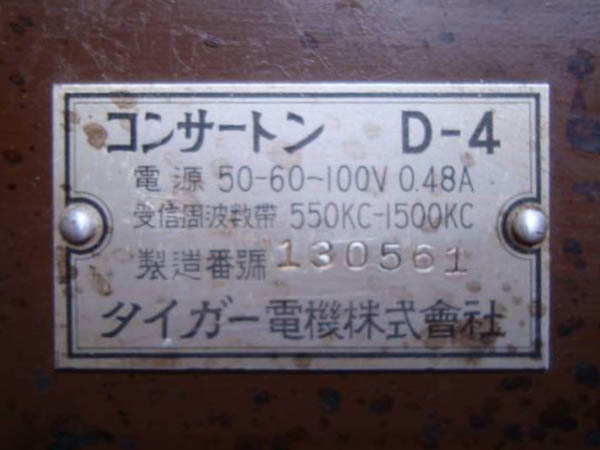 コンサートン D-4
電源 50-60~100V 0.48A
受信周波数帯 550KC-1500KC
製造番號 130561
タイガー電機株式會社